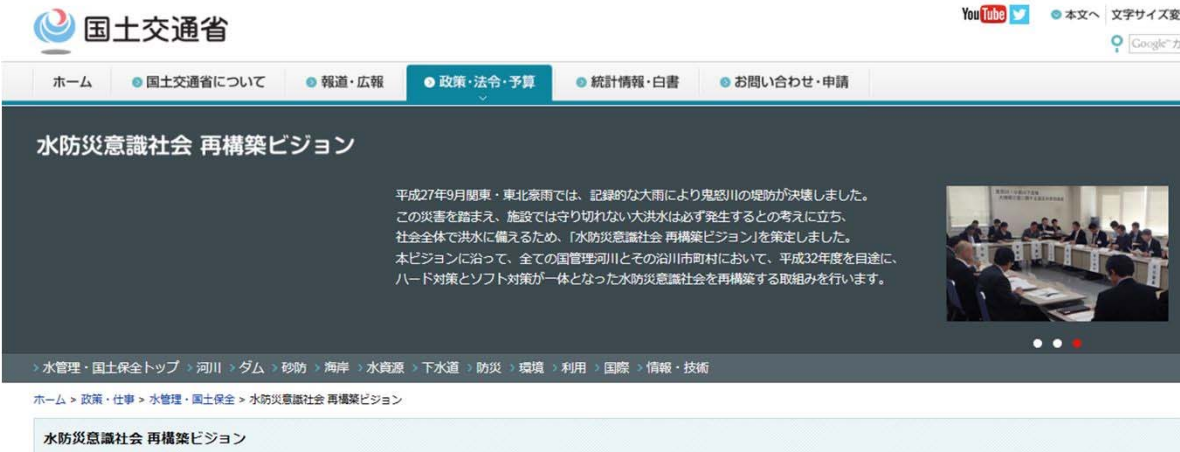 国土交通省
YouTube
本文へ
文字サイズ変
Google
ホーム
国土交通省について
報道・広報
政策・法令・予算
統計情報・白書
お問い合わせ・申請
水防災意識社会 再構築ビジョン
平成27年9月関東・東北豪雨では、記録的な大雨により鬼怒川の堤防が決壊しました。
この災害を踏まえ、施設では守り切れない大洪水は必ず発生するとの考えに立ち、
社会全体で洪水に備えるため、「水防災意識社会 再構築ビジョン」を策定しました。
本ビジョンに沿って、全ての国管理河川とその沿川市町村において、平成32年度を目途に、
ハード対策とソフト対策が一体となった水防災意識社会を再構築する取組みを行います。
> 水管理・国土保全トップ > 河川 > ダム > 砂防 > 海岸 > 水資源 > 下水道 > 防災 > 環境 > 利用 > 国際 > 情報・技術
ホーム > 政策・仕事 > 水管理・国土保全 > 水防災意識社会 再構築ビジョン
水防災意識社会 再構築ビジョン